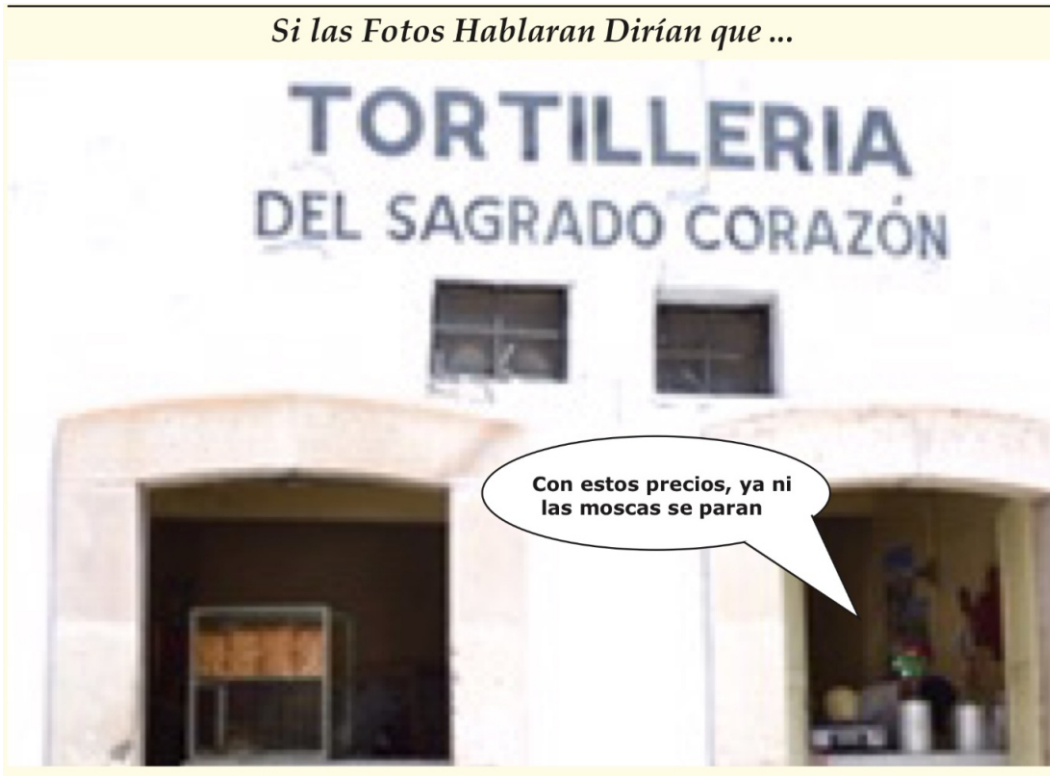 Si las Fotos Hablaran Dirían que ...
TORTILLERIA
DEL SAGRADO CORAZÓN
Con estos precios, ya ni
las moscas se paran